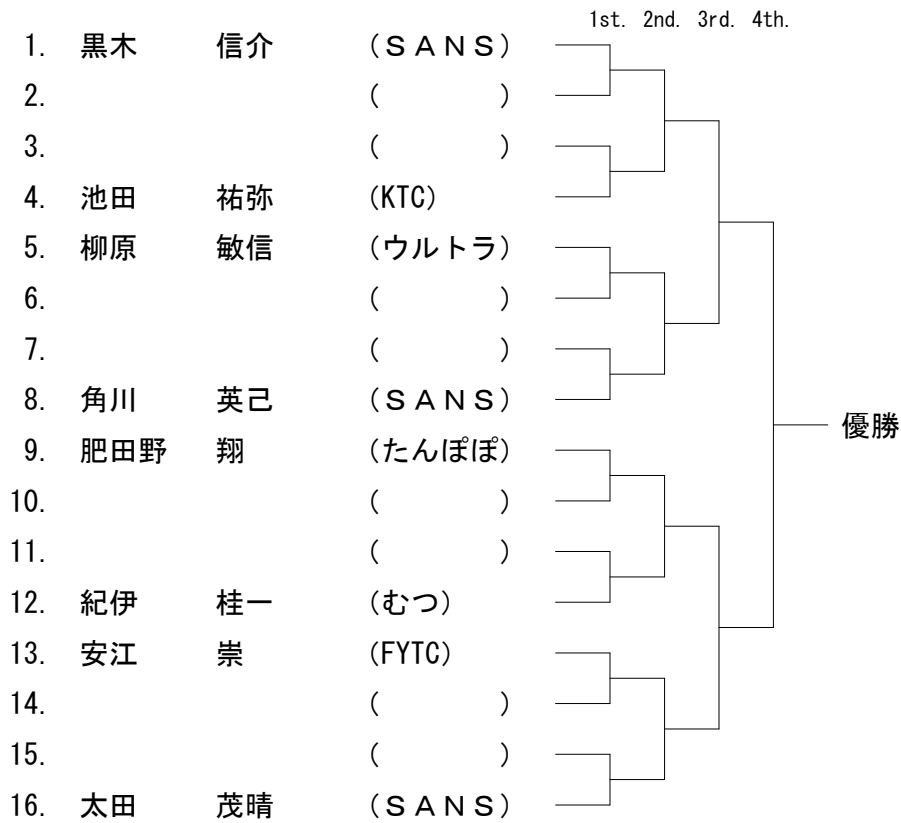 1st. 2nd. 3rd. 4th.
1. 黒木 信介 (ＳＡＮＳ)
2. ( )
3. ( )
4. 池田 祐弥 (KTC)
5. 柳原 敏信 (ウルトラ)
6. ( )
7. ( )
8. 角川 英己 (ＳＡＮＳ)
優勝
9. 肥田野 翔 (たんぽぽ)
10. ( )
11. ( )
12. 紀伊 桂一 (むつ)
13. 安江 崇 (FYTC)
14. ( )
15. ( )
16. 太田 茂晴 (ＳＡＮＳ)